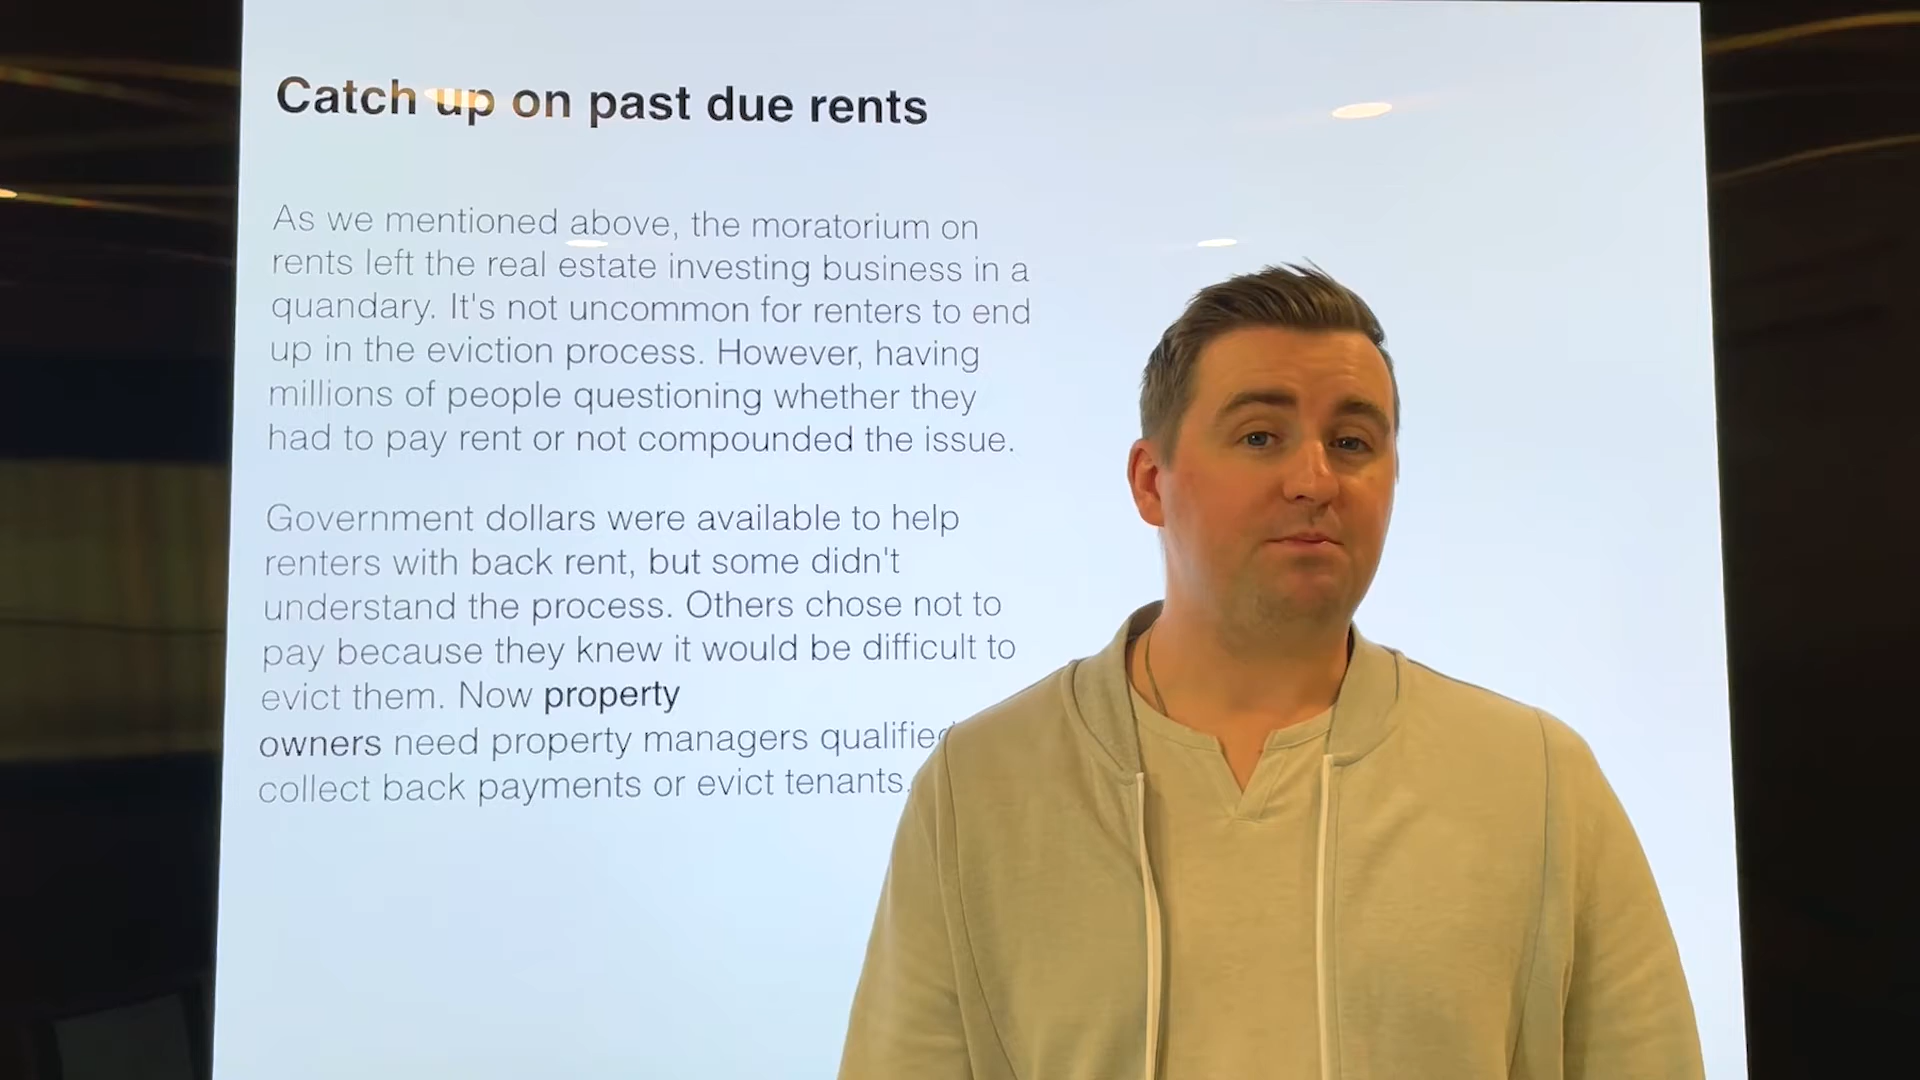 Catch up on past due rents
As we mentioned above, the moratorium on
rents left the real estate investing business in a
quandary. It's not uncommon for renters to end
up in the eviction process. However, having
millions of people questioning whether they
had to pay rent or not compounded the issue.
Government dollars were available to help
renters with back rent, but some didn't
understand the process. Others chose not to
pay because they knew it would be difficult to
evict them. Now property
owners need property managers qualified
collect back payments or evict tenants.